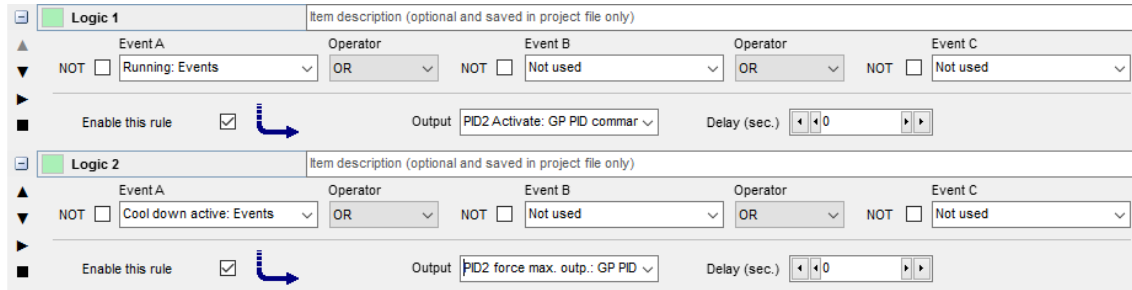 Logic 1 Item description (optional and saved in project file only)
Event A Operator Event B Operator Event C
NOT Running: Events OR NOT Not used OR NOT Not used
Enable this rule Output PID2 Activate: GP PID commar Delay (sec.) 0
Logic 2 Item description (optional and saved in project file only)
Event A Operator Event B Operator Event C
NOT Cool down active: Events OR NOT Not used OR NOT Not used
Enable this rule Output PID2 force max. outp.: GP PID Delay (sec.) 0